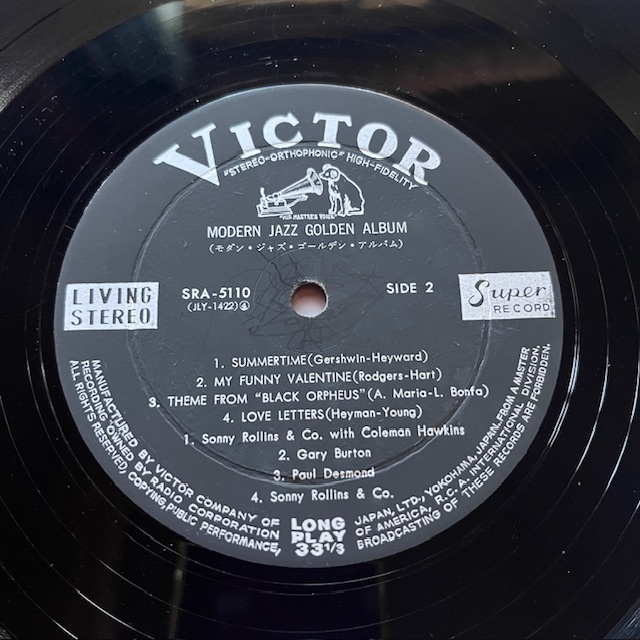 VICTOR
"STEREO-ORTHOPHONIC" HIGH-FIDELITY
"HIS MASTER'S VOICE"
MODERN JAZZ GOLDEN ALBUM
(モダン・ジャズ・ゴールデン・アルバム)
LIVING
STEREO
SRA-5110
(JLY-1422)④
SIDE 2
Super
RECORD
1. SUMMERTIME(Gershwin-Heyward)
2. MY FUNNY VALENTINE(Rodgers-Hart)
3. THEME FROM "BLACK ORPHEUS"(A. Maria-L. Bonfa)
4. LOVE LETTERS(Heyman-Young)
1. Sonny Rollins & Co. with Coleman Hawkins
2. Gary Burton
3. Paul Desmond
4. Sonny Rollins & Co.
LONG
PLAY
33 1/3
MANUFACTURED BY VICTOR COMPANY OF JAPAN, LTD., YOKOHAMA, JAPAN. FROM A MASTER
RECORDING OWNED BY RADIO CORPORATION OF AMERICA, R.C.A. INTERNATIONAL DIVISION.
ALL RIGHTS RESERVED, COPYING, PUBLIC PERFORMANCE, BROADCASTING OF THESE RECORDS ARE FORBIDDEN.